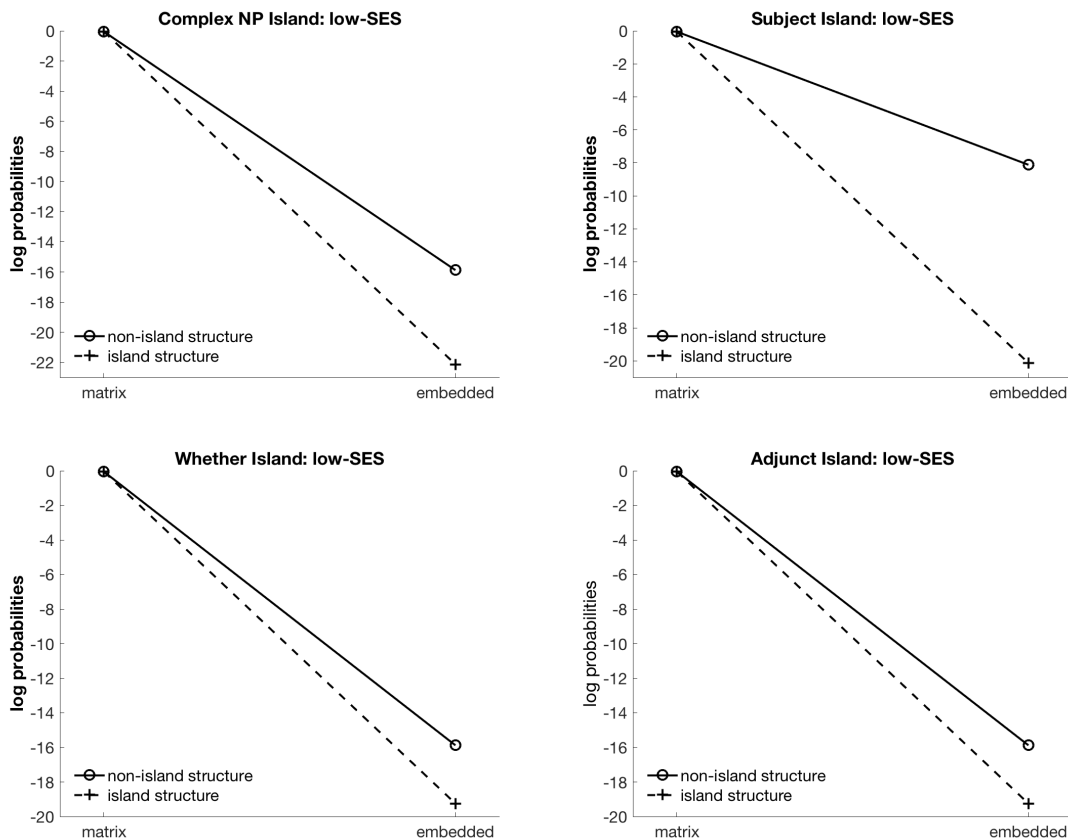 Complex NP Island: low-SES
0
-2
-4
-6
-8
-10
-12
-14
-16
-18
-20
-22
log probabilities
non-island structure
island structure
matrix embedded
Subject Island: low-SES
0
-2
-4
-6
-8
-10
-12
-14
-16
-18
-20
log probabilities
non-island structure
island structure
matrix embedded
Whether Island: low-SES
0
-2
-4
-6
-8
-10
-12
-14
-16
-18
-20
log probabilities
non-island structure
island structure
matrix embedded
Adjunct Island: low-SES
0
-2
-4
-6
-8
-10
-12
-14
-16
-18
-20
log probabilities
non-island structure
island structure
matrix embedded